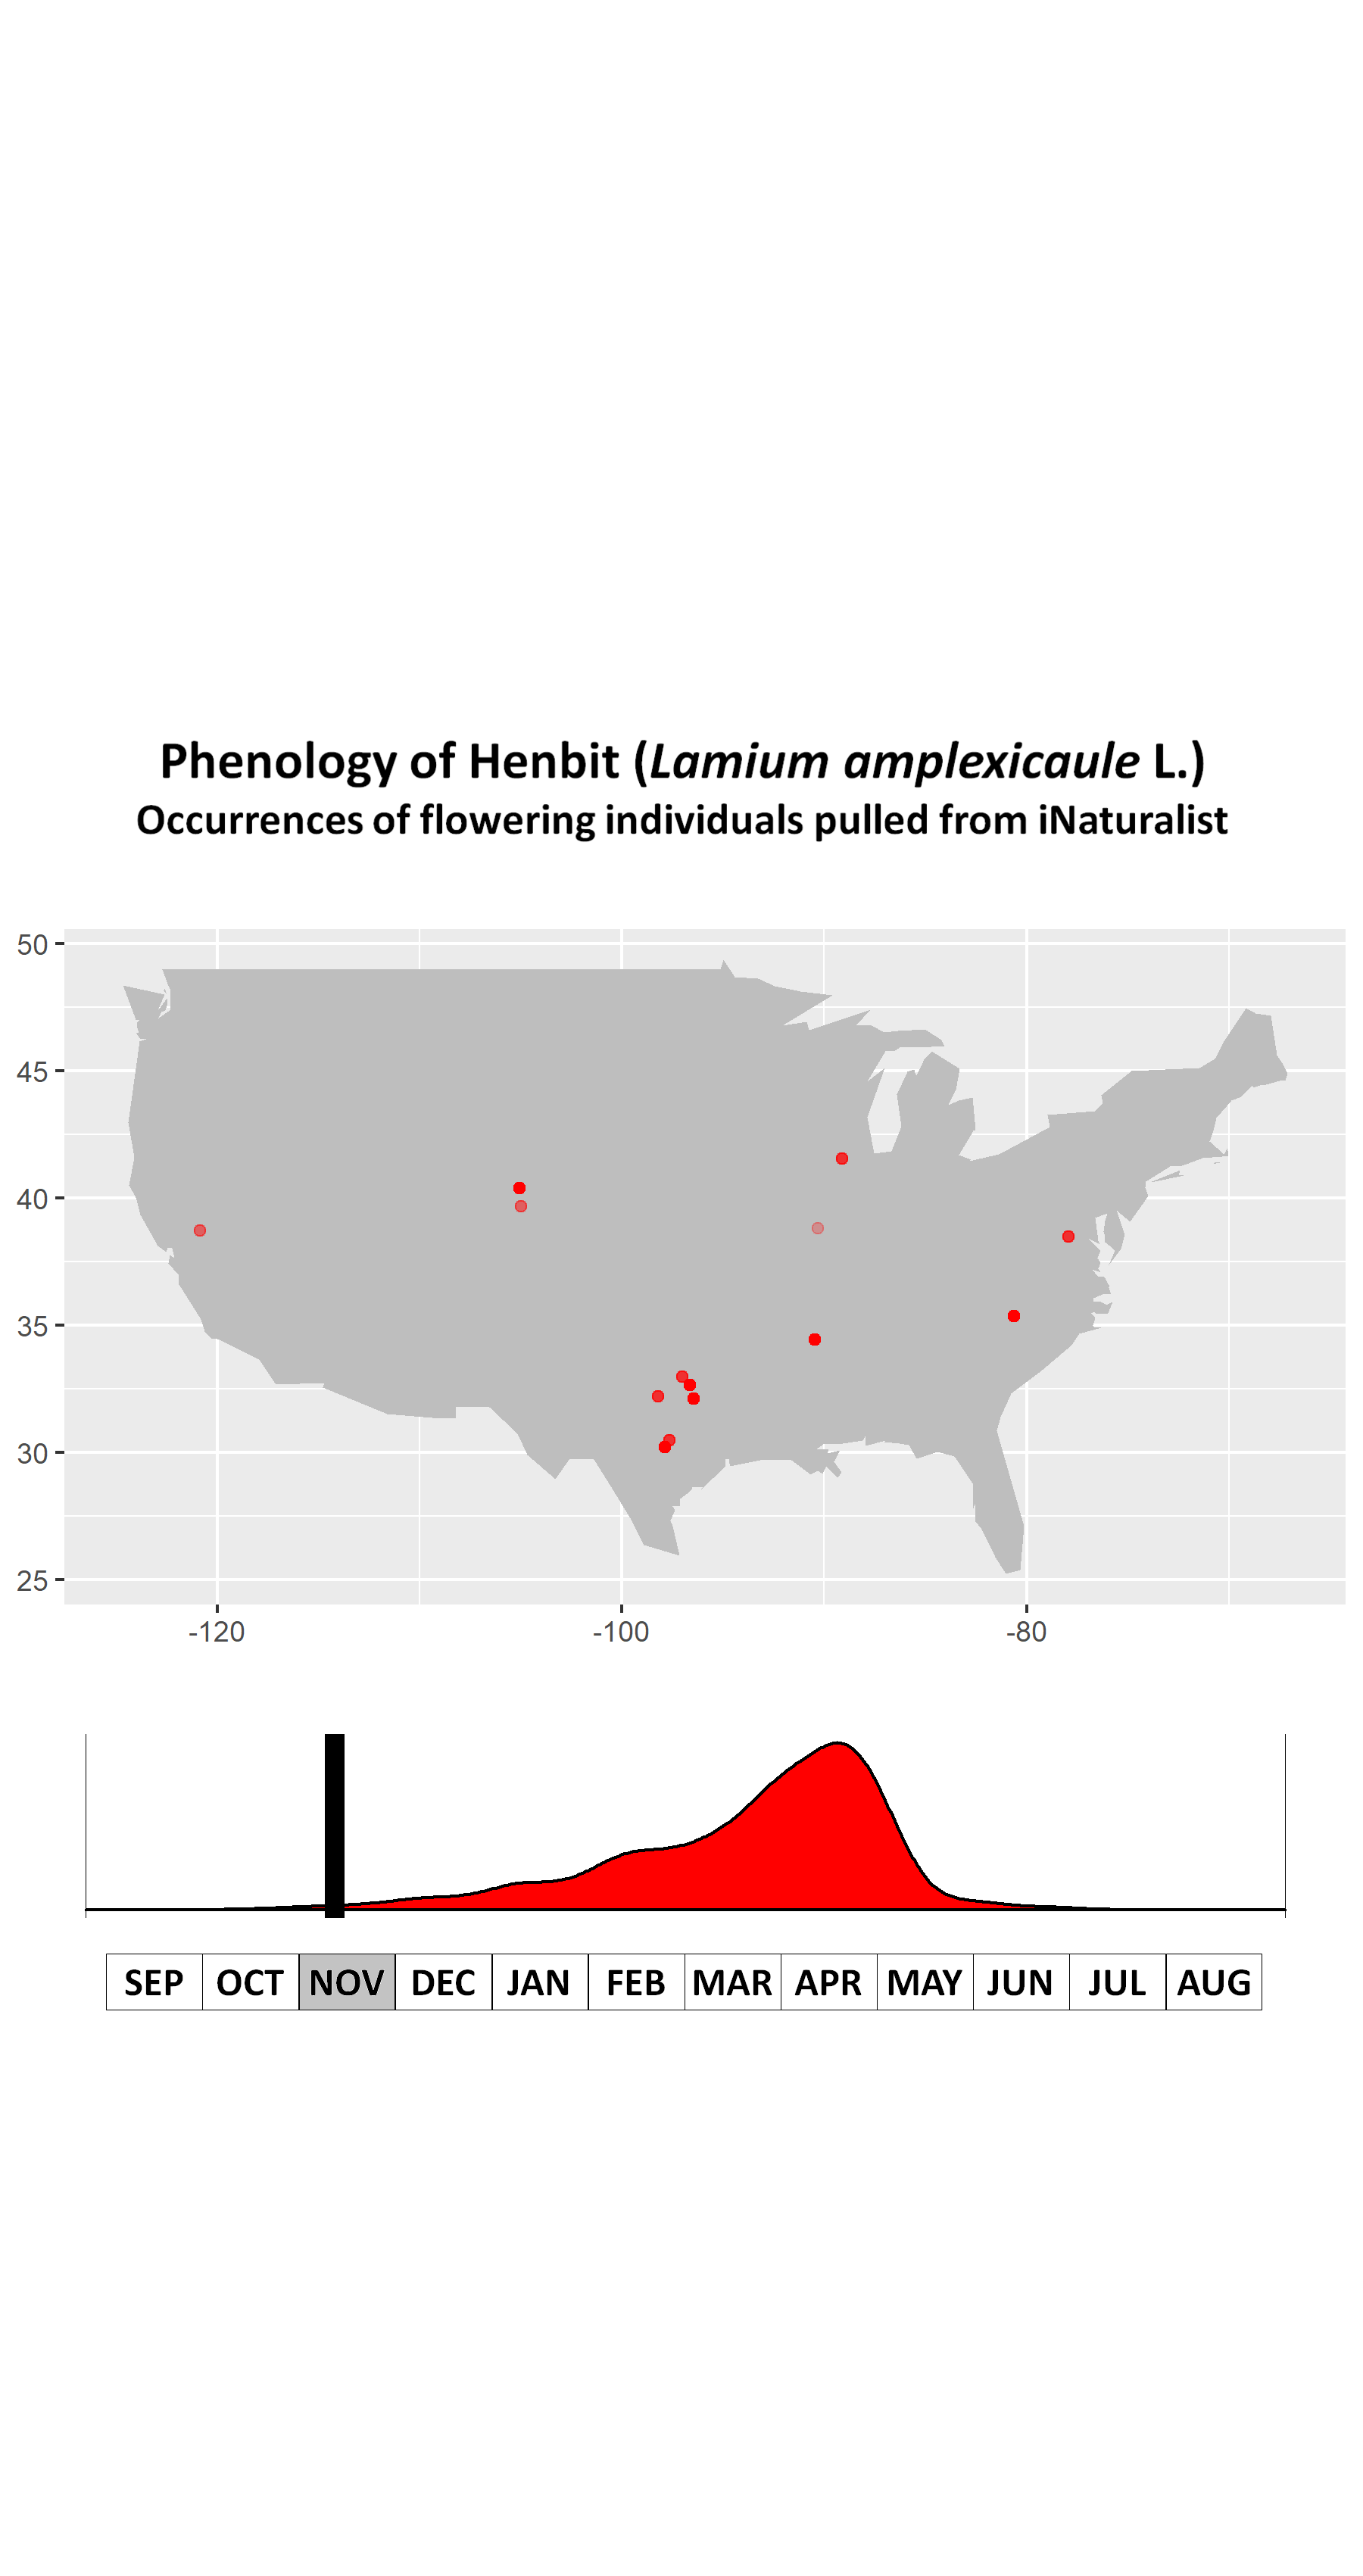 Phenology of Henbit (Lamium amplexicaule L.)
Occurrences of flowering individuals pulled from iNaturalist
50
45
40
35
30
25
-120 -100 -80
SEP OCT NOV DEC JAN FEB MAR APR MAY JUN JUL AUG